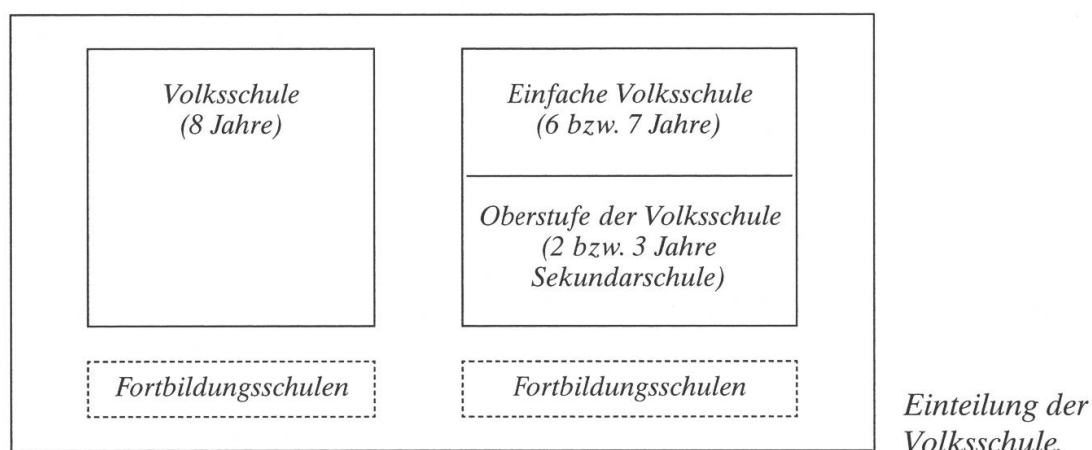 Volksschule
(8 Jahre)
Einfache Volksschule
(6 bzw. 7 Jahre)
Oberstufe der Volksschule
(2 bzw. 3 Jahre
Sekundarschule)
Fortbildungsschulen
Fortbildungsschulen
Einteilung der
Volksschule.